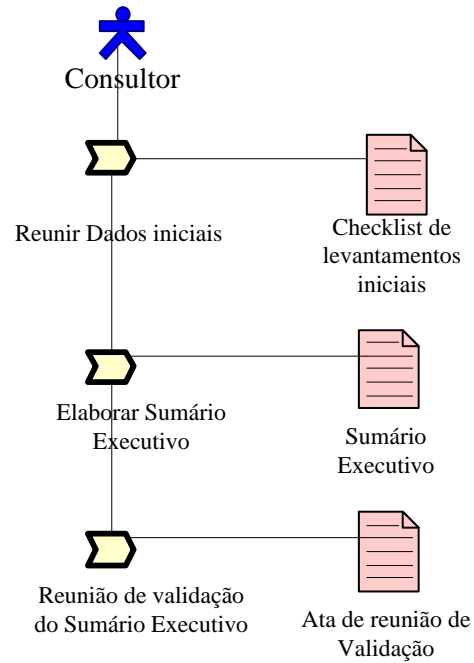 Consultor
Reunir Dados iniciais
Checklist de
levantamentos
iniciais
Elaborar Sumário
Executivo
Sumário
Executivo
Reunião de validação
do Sumário Executivo
Ata de reunião de
Validação